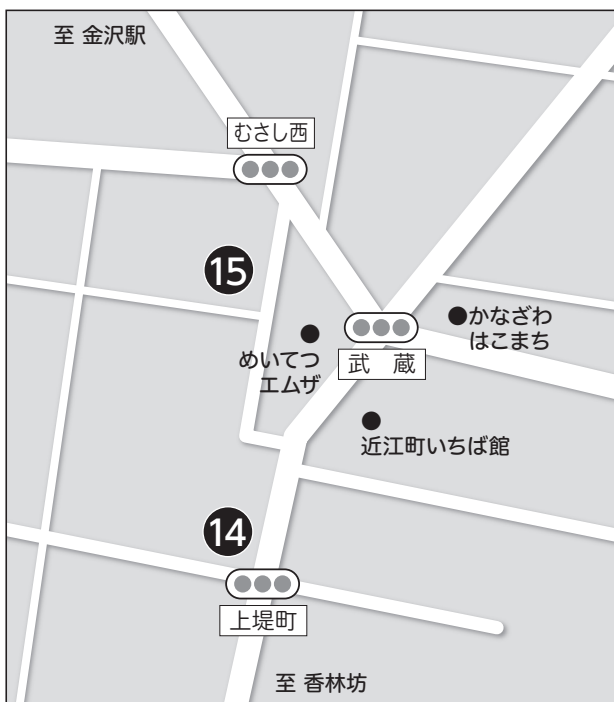 至 金沢駅
むさし西
15
かなざわ
はこまち
めいてつ
エムザ
武 蔵
近江町いちば館
14
上堤町
至 香林坊